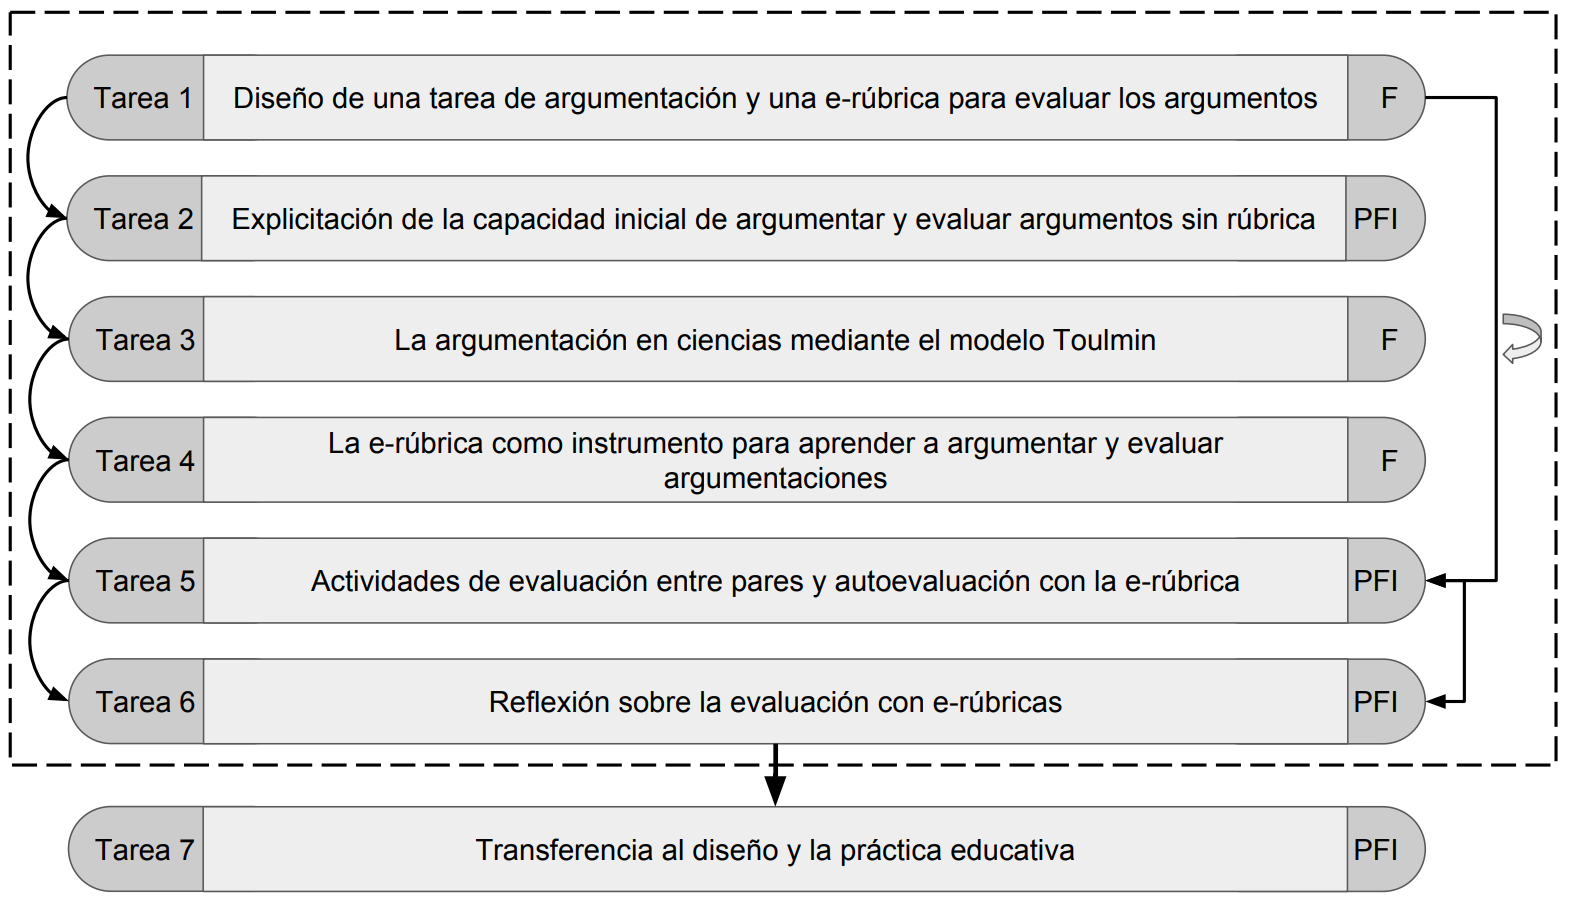 Tarea 1 Diseño de una tarea de argumentación y una e-rúbrica para evaluar los argumentos F
Tarea 2 Explicitación de la capacidad inicial de argumentar y evaluar argumentos sin rúbrica PFI
Tarea 3 La argumentación en ciencias mediante el modelo Toulmin F
Tarea 4 La e-rúbrica como instrumento para aprender a argumentar y evaluar
argumentaciones F
Tarea 5 Actividades de evaluación entre pares y autoevaluación con la e-rúbrica PFI
Tarea 6 Reflexión sobre la evaluación con e-rúbricas PFI
Tarea 7 Transferencia al diseño y la práctica educativa PFI